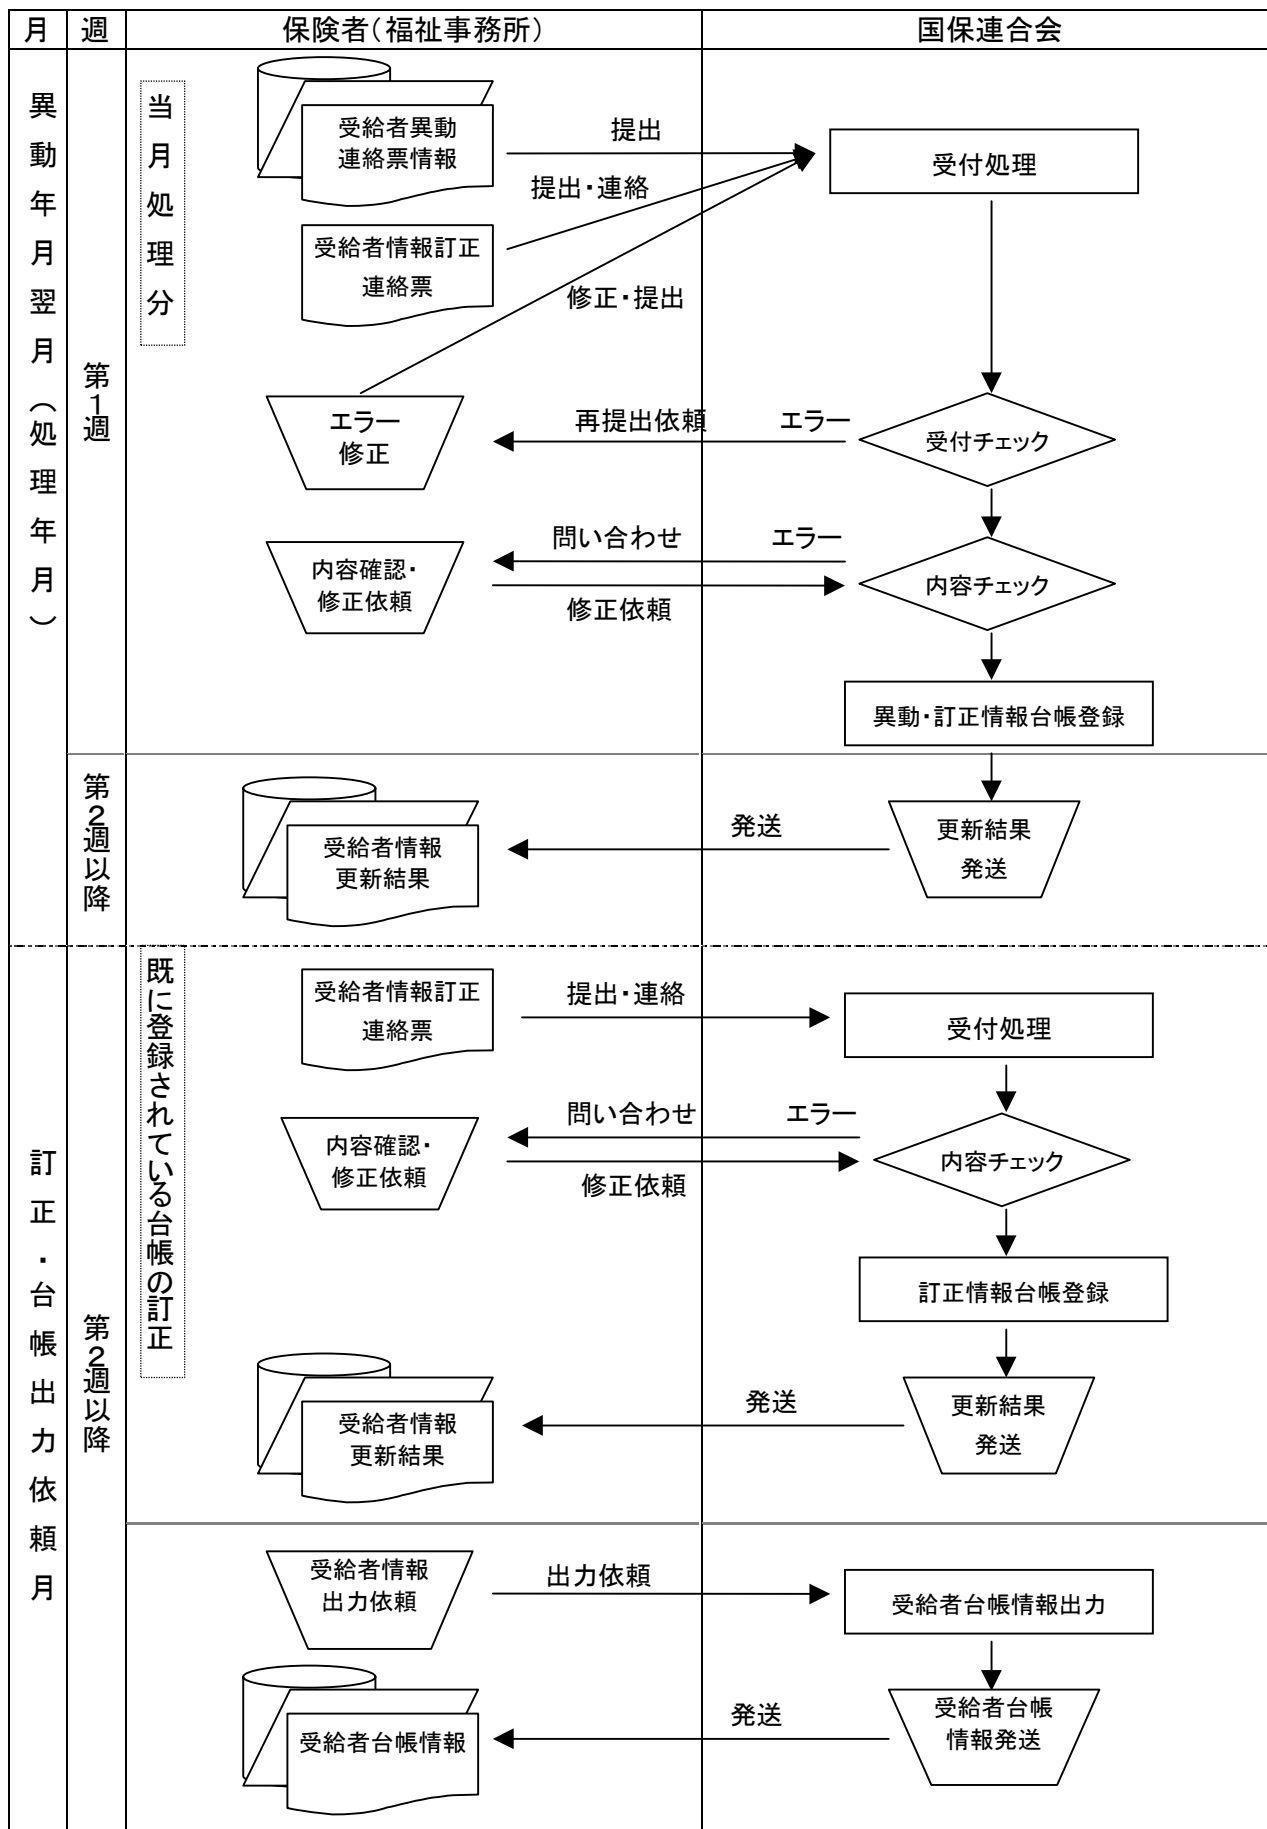 月
週
保険者（福祉事務所）
国保連合会
異動年月翌月（処理年月）
第1週
当月処理分
受給者異動
連絡票情報
提出
受付処理
提出・連絡
受給者情報訂正
連絡票
修正・提出
エラー
修正
再提出依頼
エラー
受付チェック
内容確認・
修正依頼
問い合わせ
エラー
修正依頼
内容チェック
異動・訂正情報台帳登録
第2週以降
受給者情報
更新結果
発送
更新結果
発送
訂正・台帳出力依頼月
第2週以降
既に登録されている台帳の訂正
受給者情報訂正
連絡票
提出・連絡
受付処理
内容確認・
修正依頼
問い合わせ
エラー
修正依頼
内容チェック
訂正情報台帳登録
受給者情報
更新結果
発送
更新結果
発送
受給者情報
出力依頼
出力依頼
受給者台帳情報出力
受給者台帳情報
発送
受給者台帳
情報発送